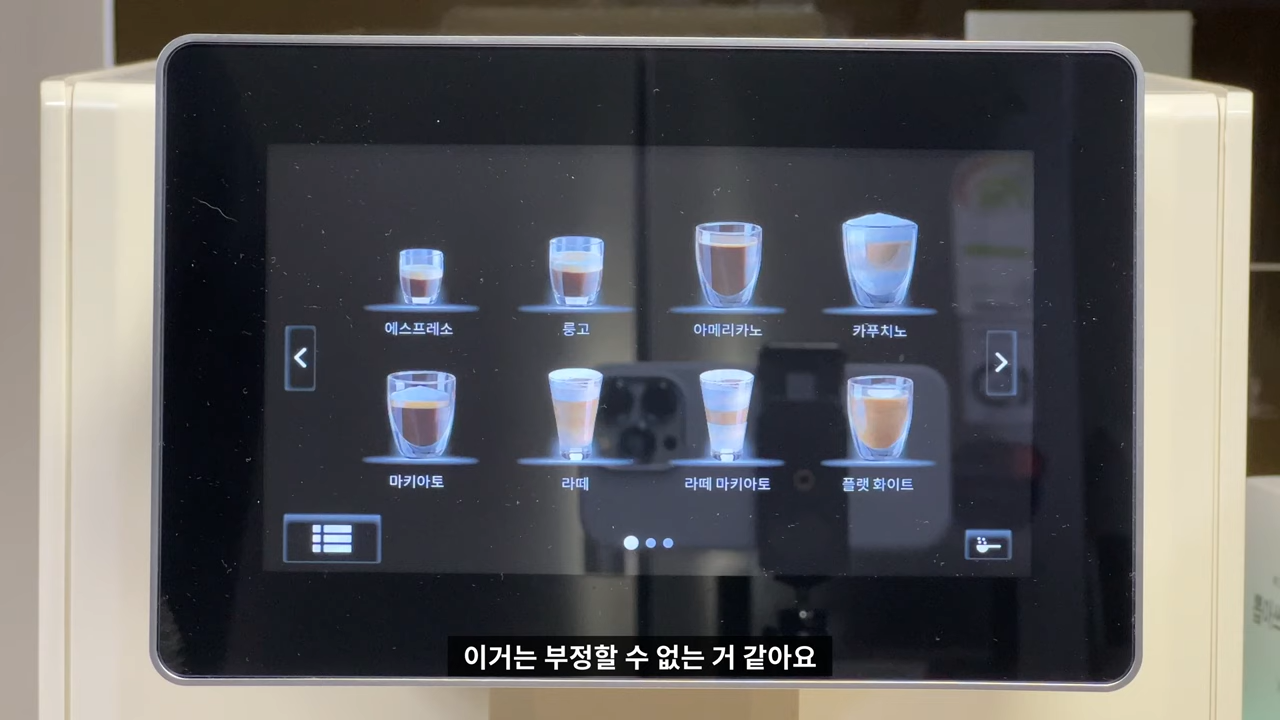 에스프레소
룽고
아메리카노
카푸치노
마키아토
라떼
라떼 마키아토
플랫 화이트
이거는 부정할 수 없는 거 같아요